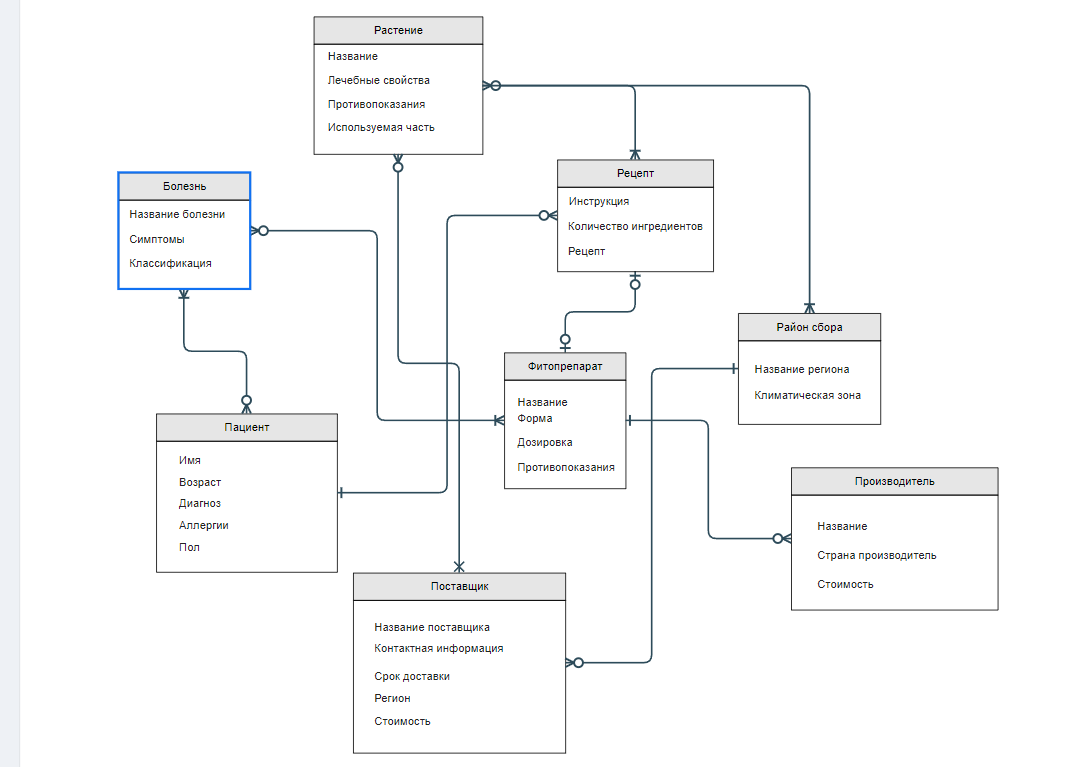 Растение
Название
Лечебные свойства
Противопоказания
Используемая часть
Болезнь
Название болезни
Симптомы
Классификация
Рецепт
Инструкция
Количество ингредиентов
Рецепт
Район сбора
Название региона
Климатическая зона
Фитопрепарат
Название
Форма
Дозировка
Противопоказания
Пациент
Имя
Возраст
Диагноз
Аллергии
Пол
Производитель
Название
Страна производитель
Стоимость
Поставщик
Название поставщика
Контактная информация
Срок доставки
Регион
Стоимость